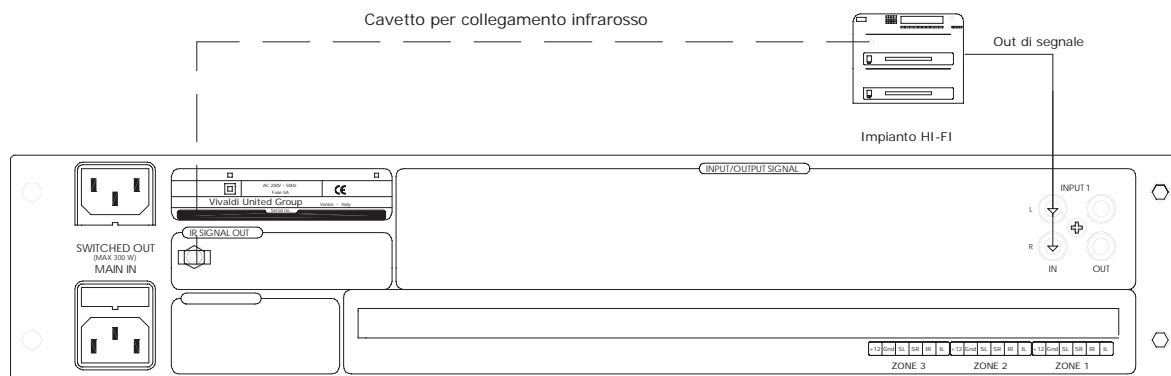 Cavetto per collegamento infrarosso
Out di segnale
Impianto HI-FI
INPUT/OUTPUT SIGNAL
AC 230V - 50Hz
Fuse 5A
CE
Vivaldi United Group
Venice - Italy
Serial no.
INPUT 1
L
R
IN
OUT
IR SIGNAL OUT
SWITCHED OUT
(MAX 300 W)
MAIN IN
+12 Gnd SL SR IR IL +12 Gnd SL SR IR IL +12 Gnd SL SR IR IL
ZONE 3 ZONE 2 ZONE 1